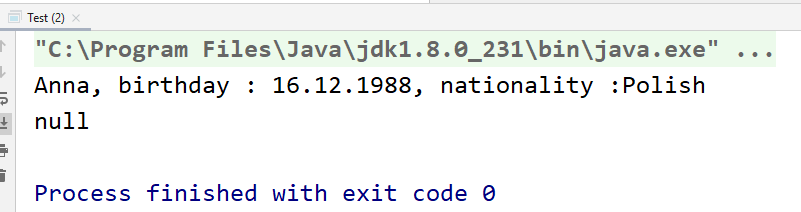 Test (2)
"C:\Program Files\Java\jdk1.8.0_231\bin\java.exe" ...
Anna, birthday : 16.12.1988, nationality :Polish
null
Process finished with exit code 0